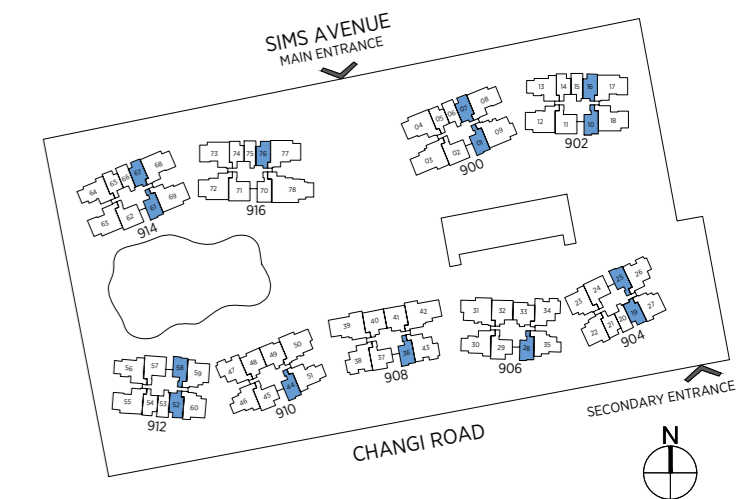 SIMS AVENUE
MAIN ENTRANCE
04 05 06 07 08
03 02 01 09
900
13 14 15 16 17
12 11 10 18
902
73 74 75 76 77
72 71 70 78
916
64 65 66 67 68
63 62 61 69
914
23 24 25 26
22 21 20 19 27
904
31 32 33 34
30 29 28 35
906
39 40 41 42
38 37 36 43
908
47 48 49 50
46 45 44 51
910
56 57 58 59
55 54 53 52 60
912
SECONDARY ENTRANCE
CHANGI ROAD
N